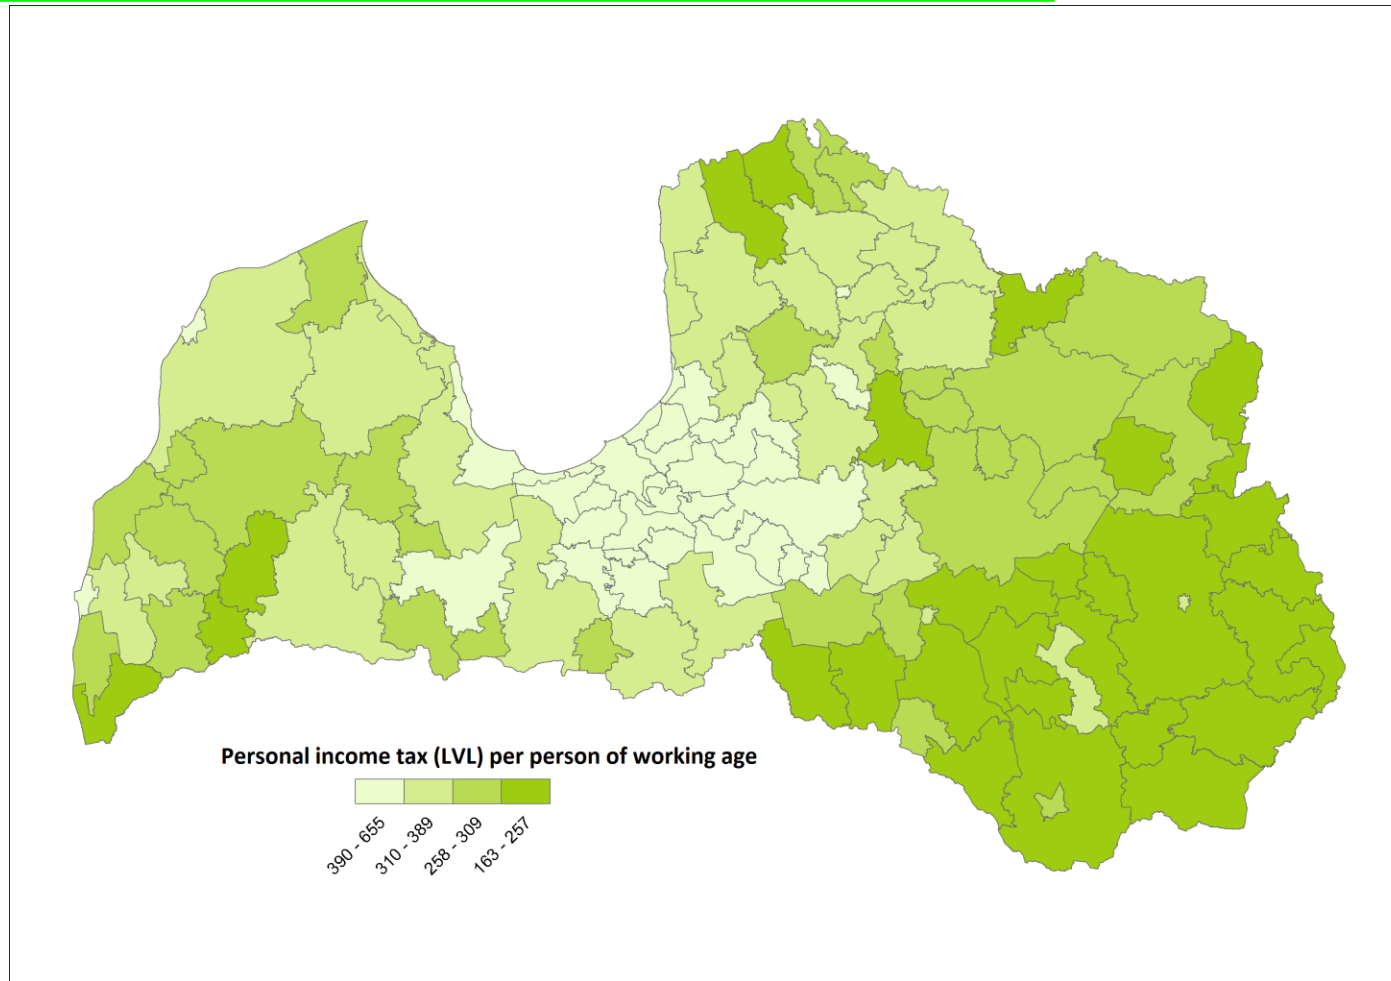 Personal income tax (LVL) per person of working age
390 - 655
310 - 389
258 - 309
163 - 257